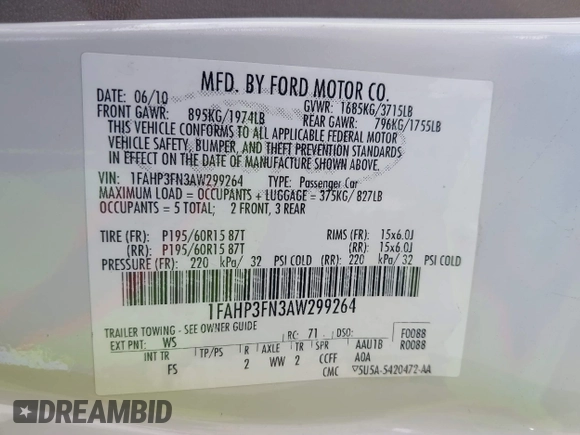 MFD. BY FORD MOTOR CO.
DATE: 06/10 GVWR: 1685KG/3715LB
FRONT GAWR: 895KG/1974LB REAR GAWR: 796KG/1755LB
THIS VEHICLE CONFORMS TO ALL APPLICABLE FEDERAL MOTOR
VEHICLE SAFETY, BUMPER, AND THEFT PREVENTION STANDARDS
IN EFFECT ON THE DATE OF MANUFACTURE SHOWN ABOVE.
VIN: 1FAHP3FN3AW299264 TYPE: Passenger Car
MAXIMUM LOAD = OCCUPANTS + LUGGAGE = 375KG/ 827LB
OCCUPANTS = 5 TOTAL; 2 FRONT, 3 REAR
TIRE (FR): P195/60R15 87T RIMS (FR): 15x6.0J
(RR): P195/60R15 87T (RR): 15x6.0J
PRESSURE (FR): 220 kPa/ 32 PSI COLD (RR): 220 kPa/ 32 PSI COLD
1FAHP3FN3AW299264
TRAILER TOWING - SEE OWNER GUIDE
EXT PNT: WS RC: 71 DSO: F0088
INT TR TP/PS R AXLE TR SPR AAU1B R0088
FS 2 WW 2 CCFF A0A
CMC ▽5U5A-5420472-AA
DREAMBID